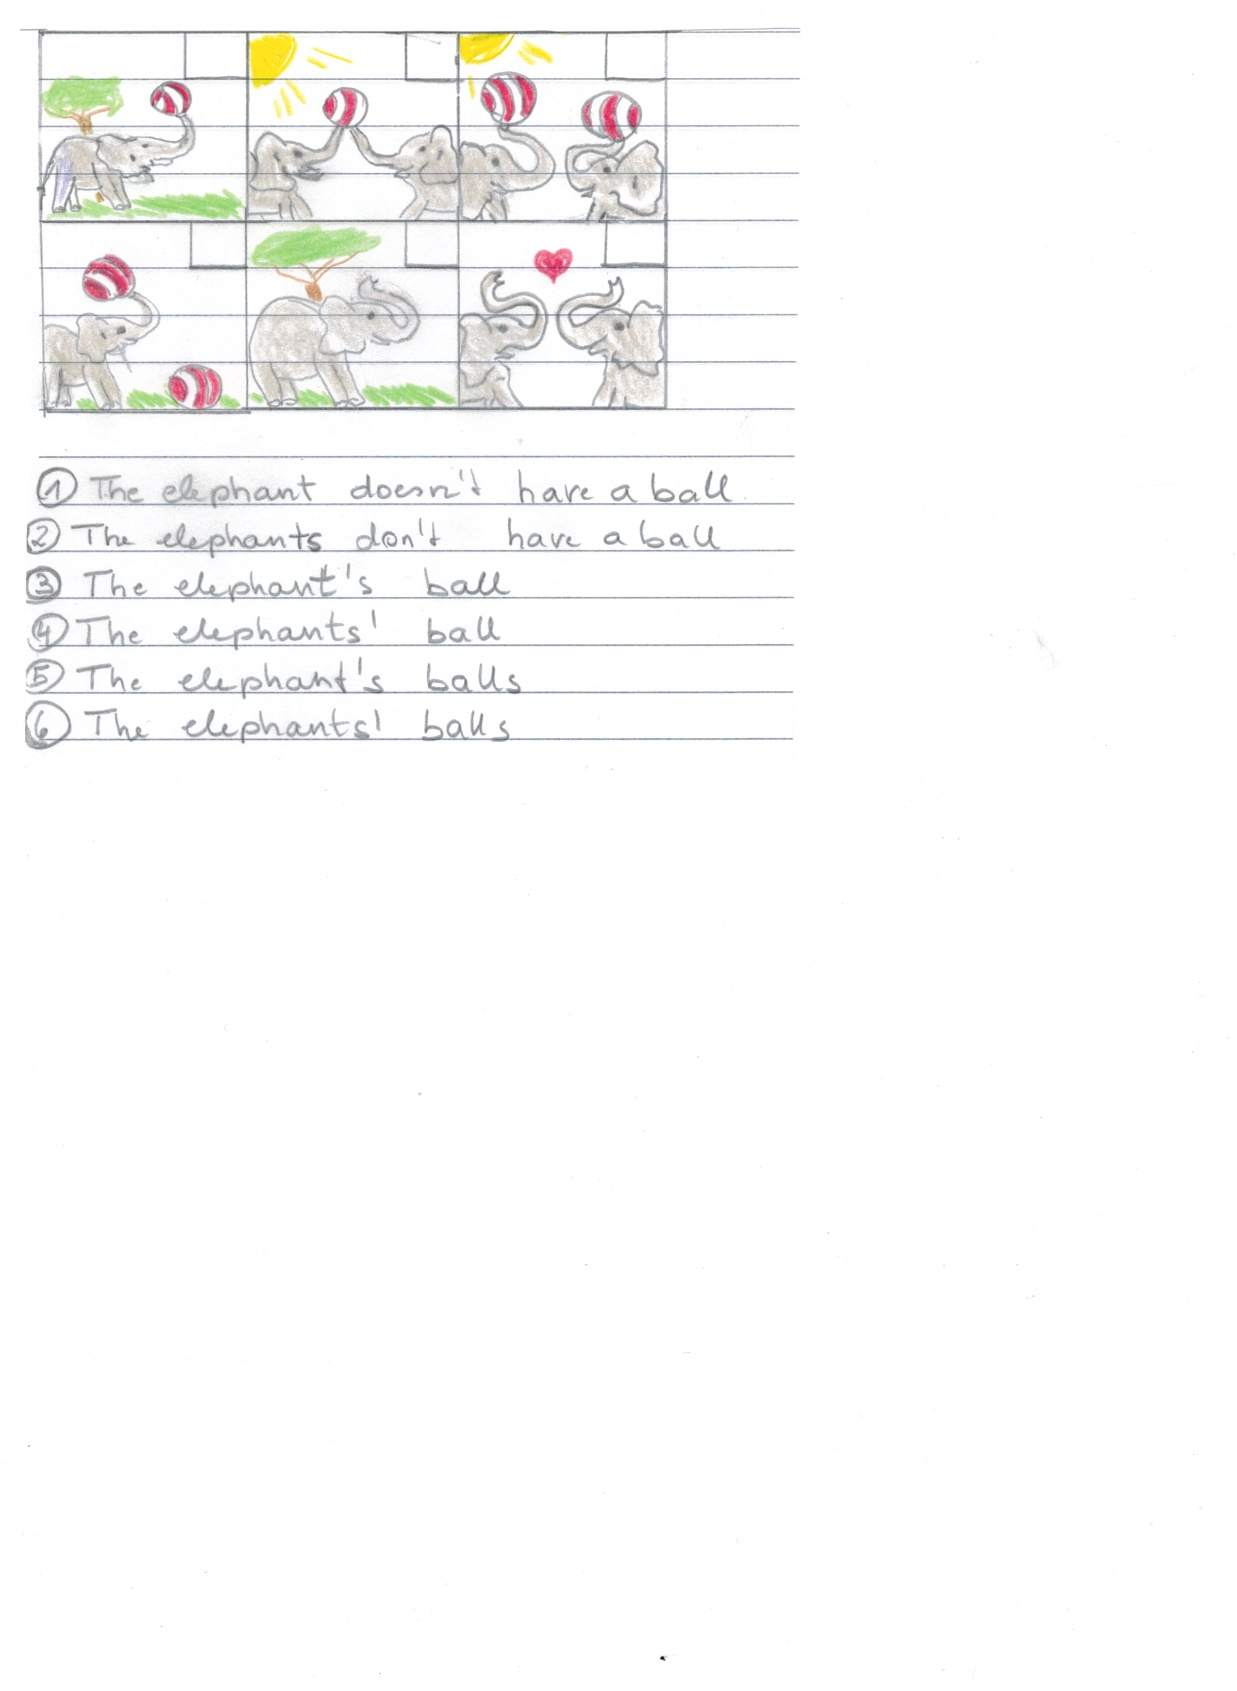 ① The elephant doesn't have a ball.
② The elephants don't have a ball
③ The elephant's ball
④ The elephants' ball
⑤ The elephant's balls
⑥ The elephants' balls